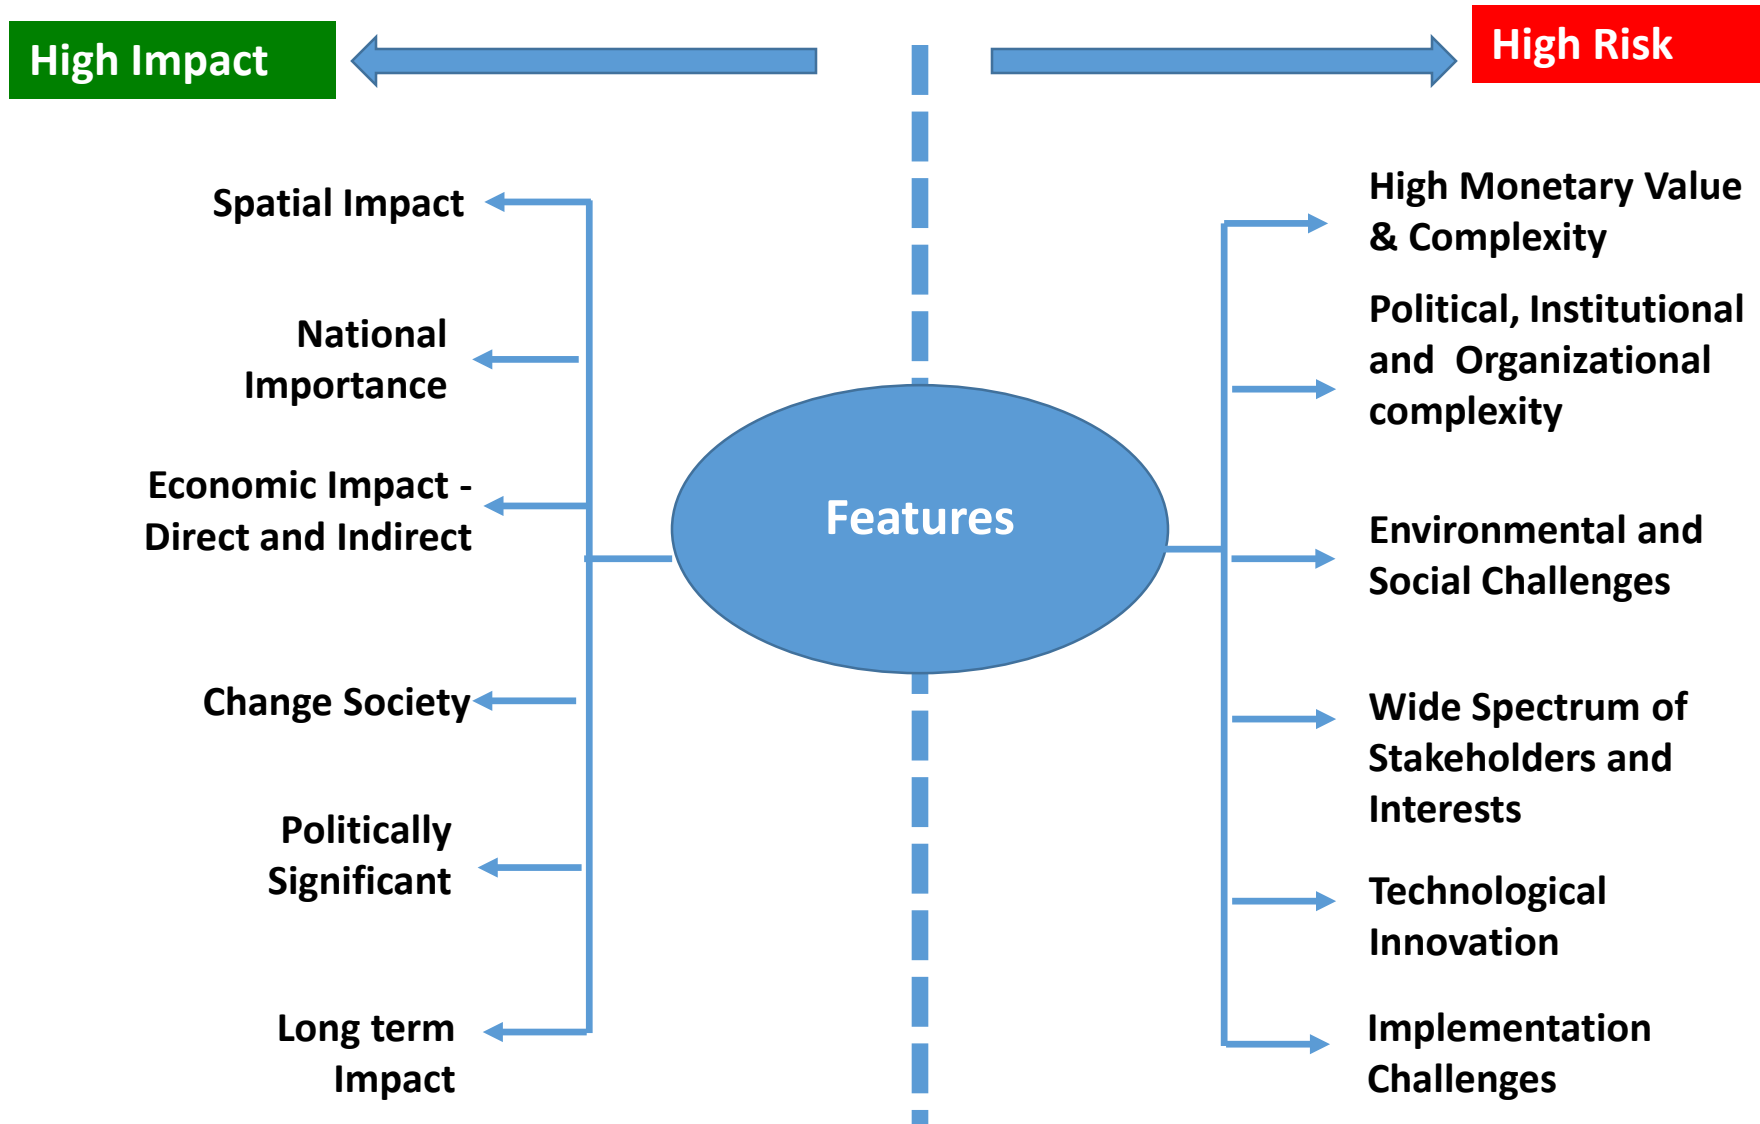 High Impact
High Risk
Spatial Impact
National
Importance
Economic Impact -
Direct and Indirect
Change Society
Politically
Significant
Long term
Impact
Features
High Monetary Value
& Complexity
Political, Institutional
and  Organizational
complexity
Environmental and
Social Challenges
Wide Spectrum of
Stakeholders and
Interests
Technological
Innovation
Implementation
Challenges